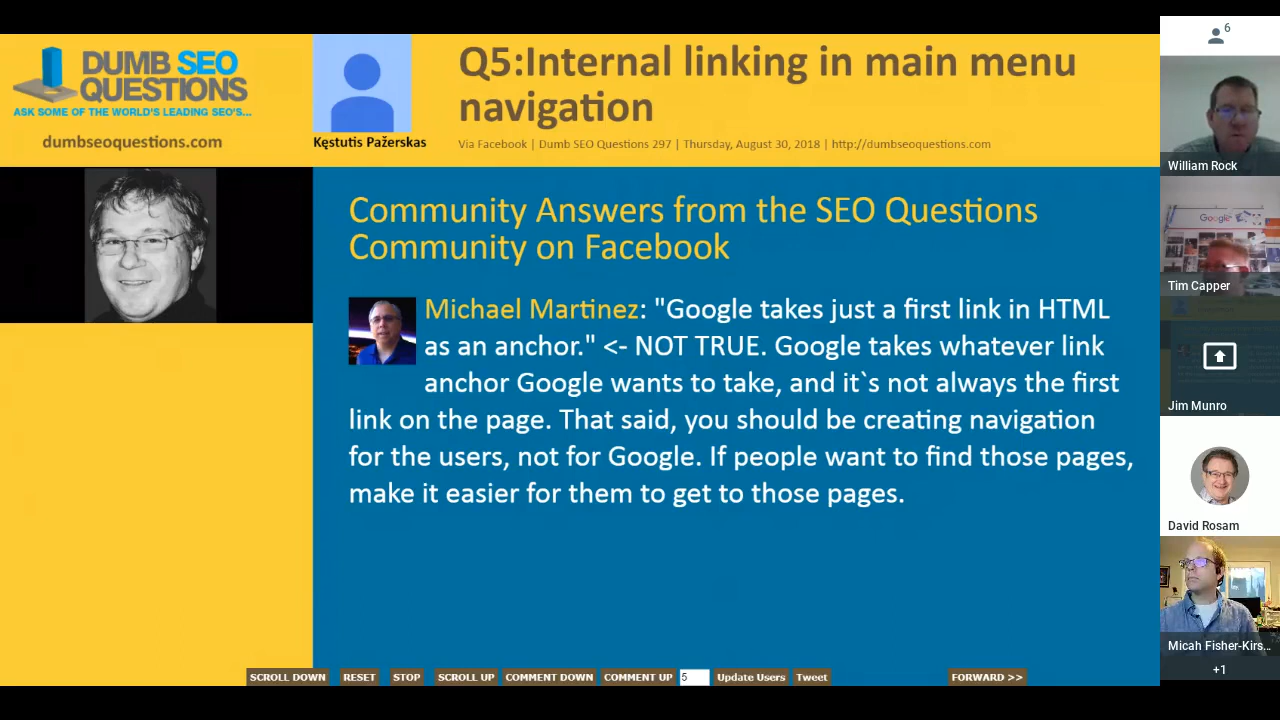 DUMB SEO
QUESTIONS
ASK SOME OF THE WORLD'S LEADING SEO'S...
dumbseoquestions.com
Kęstutis Pažerskas
Q5:Internal linking in main menu
navigation
Via Facebook | Dumb SEO Questions 297 | Thursday, August 30, 2018 | http://dumbseoquestions.com
Community Answers from the SEO Questions
Community on Facebook
Michael Martinez: "Google takes just a first link in HTML
as an anchor." <- NOT TRUE. Google takes whatever link
anchor Google wants to take, and it`s not always the first
link on the page. That said, you should be creating navigation
for the users, not for Google. If people want to find those pages,
make it easier for them to get to those pages.
SCROLL DOWN RESET STOP SCROLL UP COMMENT DOWN COMMENT UP 5 Update Users Tweet FORWARD >>
6
William Rock
Google
Tim Capper
Jim Munro
David Rosam
Micah Fisher-Kirs...
+1